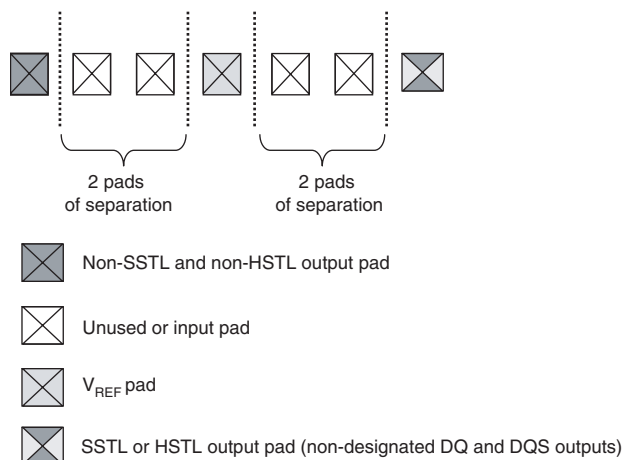 2 pads
of separation
2 pads
of separation
Non-SSTL and non-HSTL output pad
Unused or input pad
VREF pad
SSTL or HSTL output pad (non-designated DQ and DQS outputs)